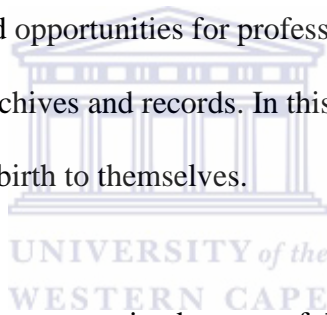 d opportunities for profess
chives and records. In this
birth to themselves.
UNIVERSITY of the
WESTERN CAPE